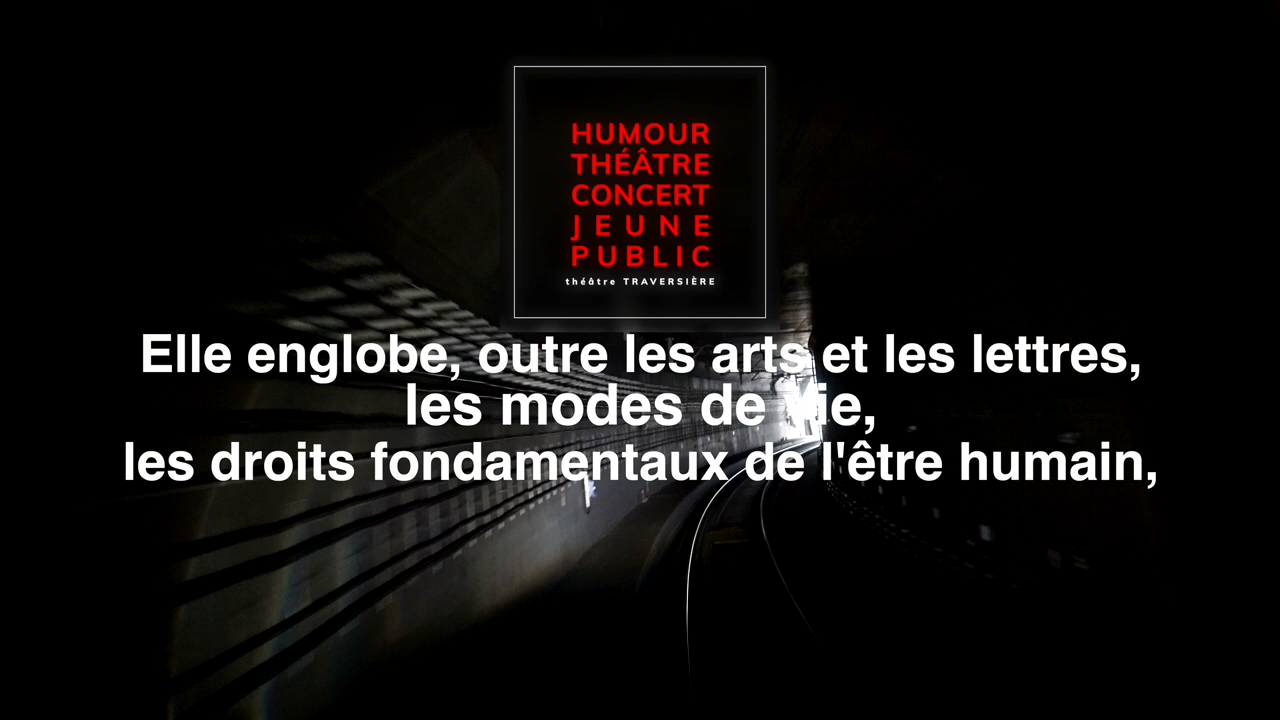 HUMOUR
THÉÂTRE
CONCERT
JEUNE
PUBLIC
théâtre TRAVERSIÈRE
Elle englobe, outre les arts et les lettres,
les modes de vie,
les droits fondamentaux de l'être humain,